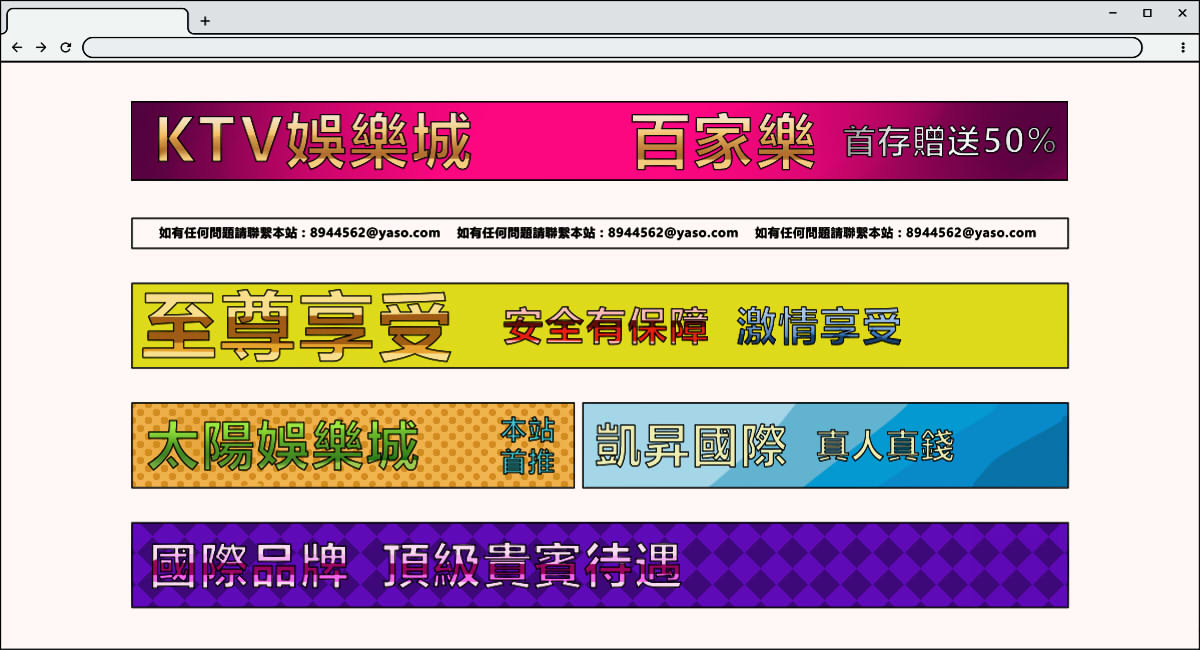 KTV娛樂城 百家樂 首存贈送50%
如有任何問題請聯繫本站：8944562@yaso.com 如有任何問題請聯繫本站：8944562@yaso.com 如有任何問題請聯繫本站：8944562@yaso.com
至尊享受 安全有保障 激情享受
太陽娛樂城
本站
首推
凱昇國際 真人真錢
國際品牌 頂級貴賓待遇